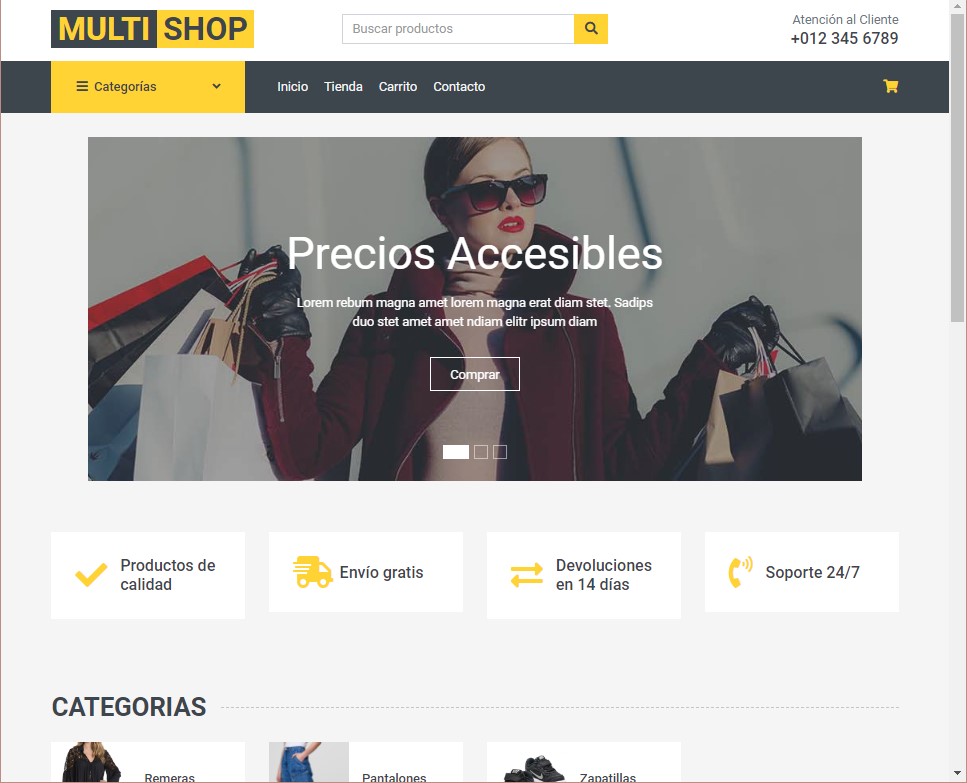 MULTI SHOP
Buscar productos
Atención al Cliente
+012 345 6789
Categorías
Inicio Tienda Carrito Contacto
Precios Accesibles
Lorem rebum magna amet lorem magna erat diam stet. Sadips
duo stet amet amet ndiam elitr ipsum diam
Comprar
Productos de
calidad
Envío gratis
Devoluciones
en 14 días
Soporte 24/7
CATEGORIAS
Remeras
Pantalones
Zapatillas